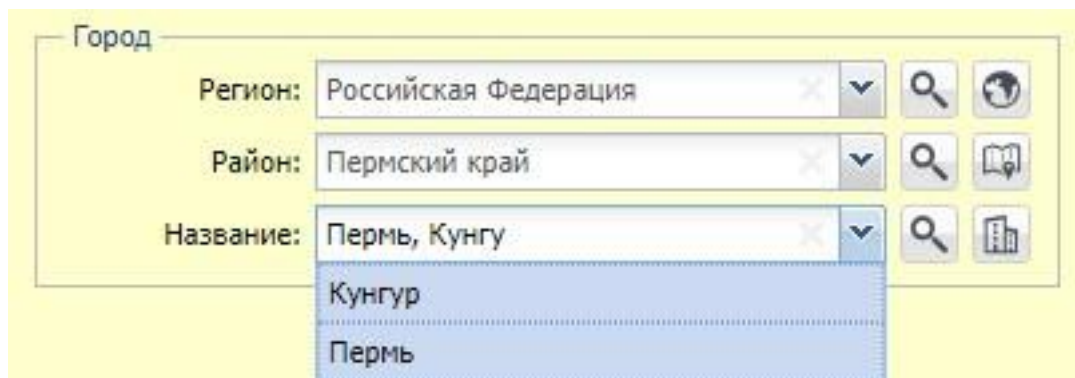 Город
Регион: Российская Федерация
Район: Пермский край
Название: Пермь, Кунгу
Кунгур
Пермь